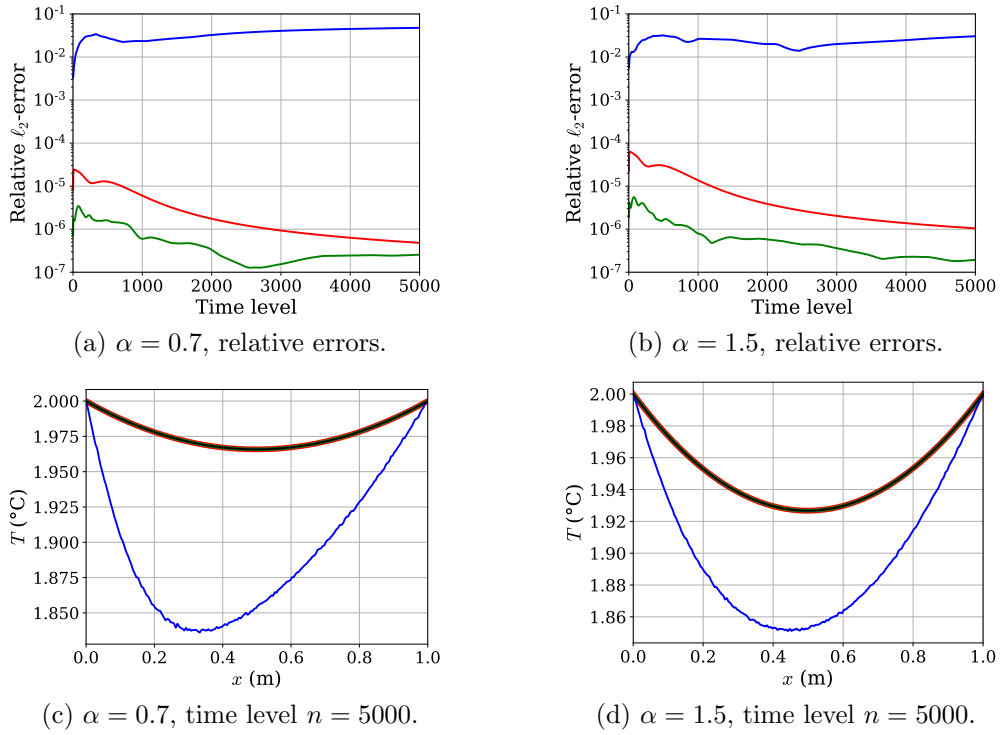 10^-1
10^-2
10^-3
10^-4
10^-5
10^-6
10^-7
Relative ℓ₂-error
0 1000 2000 3000 4000 5000
Time level
(a) α = 0.7, relative errors.
10^-1
10^-2
10^-3
10^-4
10^-5
10^-6
10^-7
Relative ℓ₂-error
0 1000 2000 3000 4000 5000
Time level
(b) α = 1.5, relative errors.
2.000
1.975
1.950
1.925
1.900
1.875
1.850
T (°C)
0.0 0.2 0.4 0.6 0.8 1.0
x (m)
(c) α = 0.7, time level n = 5000.
2.00
1.98
1.96
1.94
1.92
1.90
1.88
1.86
T (°C)
0.0 0.2 0.4 0.6 0.8 1.0
x (m)
(d) α = 1.5, time level n = 5000.